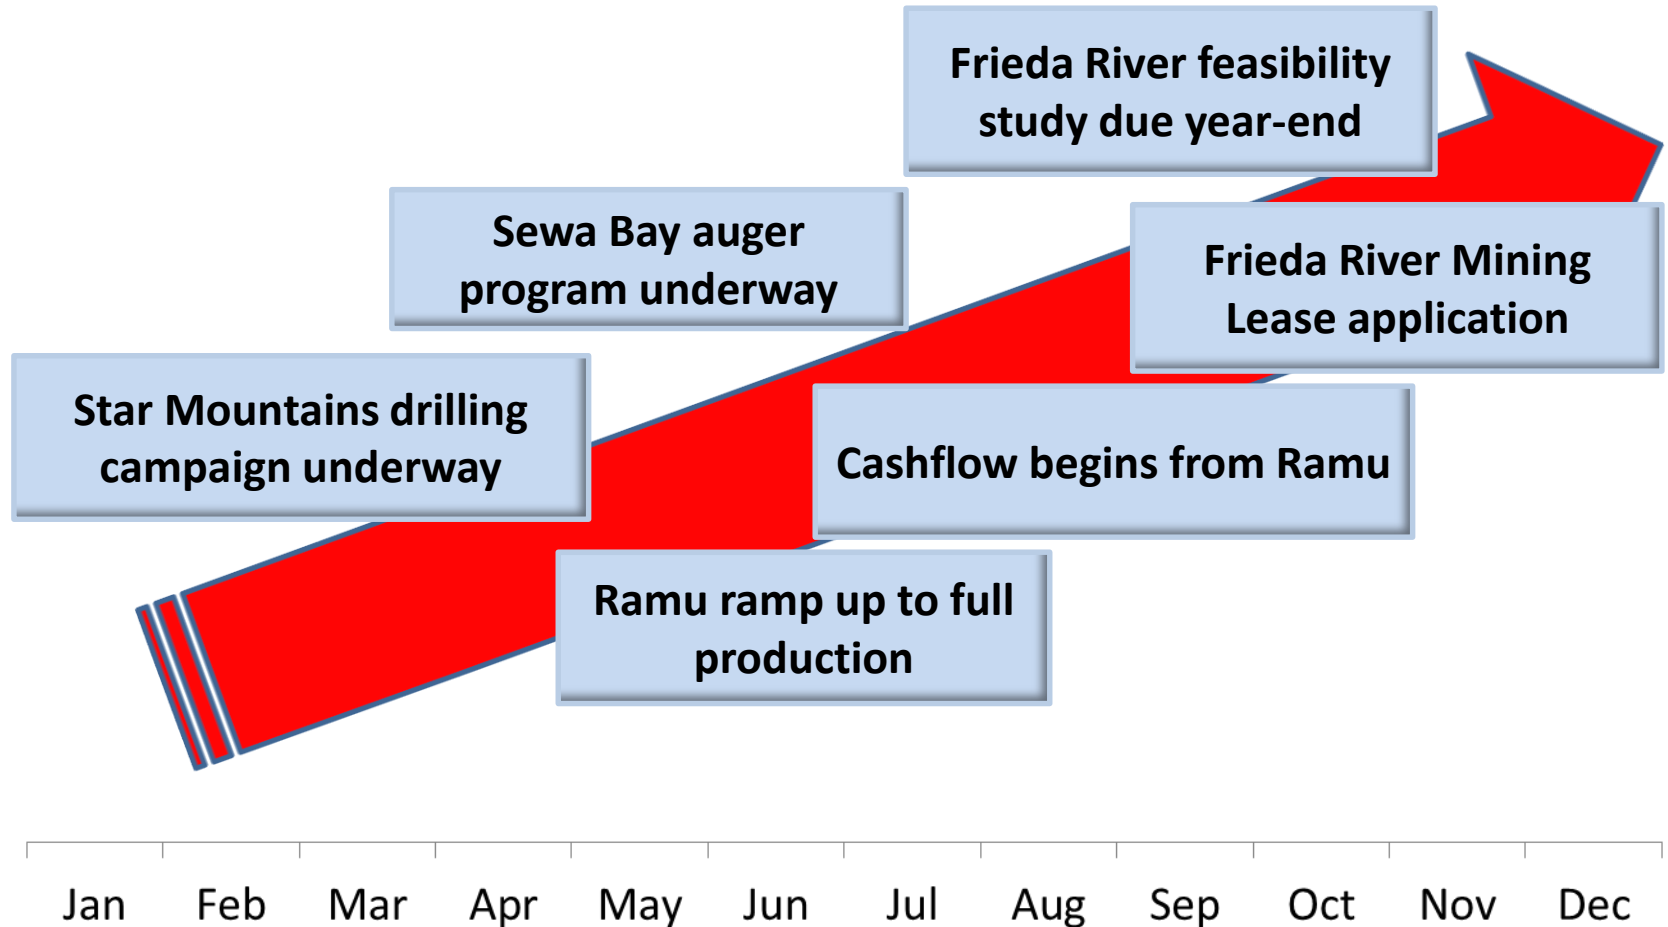 Frieda River feasibility
study due year-end
Sewa Bay auger
program underway
Frieda River Mining
Lease application
Star Mountains drilling
campaign underway
Cashflow begins from Ramu
Ramu ramp up to full
production
Jan Feb Mar Apr May Jun Jul Aug Sep Oct Nov Dec